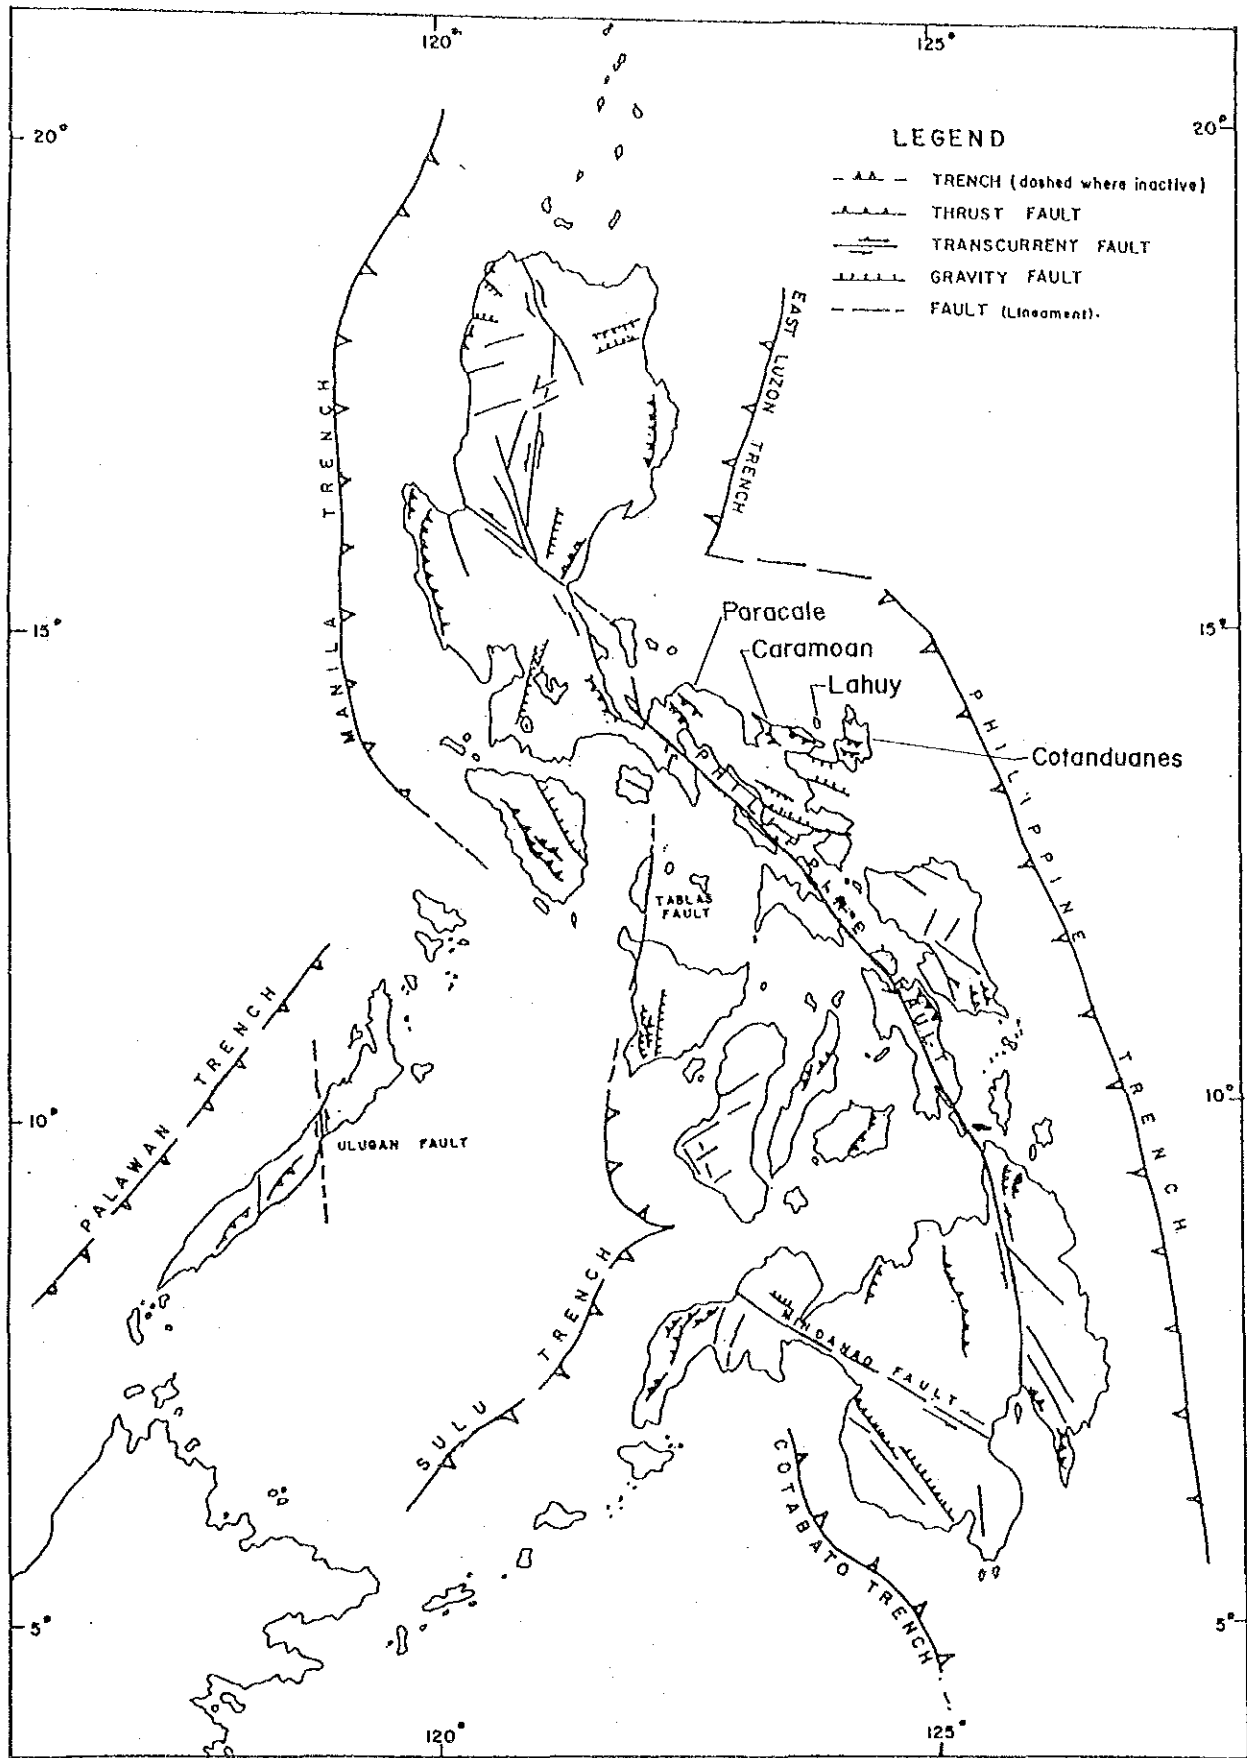 120°
125°
20°
20°
LEGEND
TRENCH (dashed where inactive)
THRUST FAULT
TRANSCURRENT FAULT
GRAVITY FAULT
FAULT (Lineament).
EAST LUZON TRENCH
MANILA TRENCH
15°
15°
Paracale
Caramoan
Lahuy
Cotanduanes
PHILIPPINE TRENCH
PHILIPPINE FAULT
TABLAS
FAULT
PALAWAN TRENCH
10°
10°
ULUGAN FAULT
SULU TRENCH
MINDANAO FAULT
COTABATO TRENCH
5°
5°
120°
125°